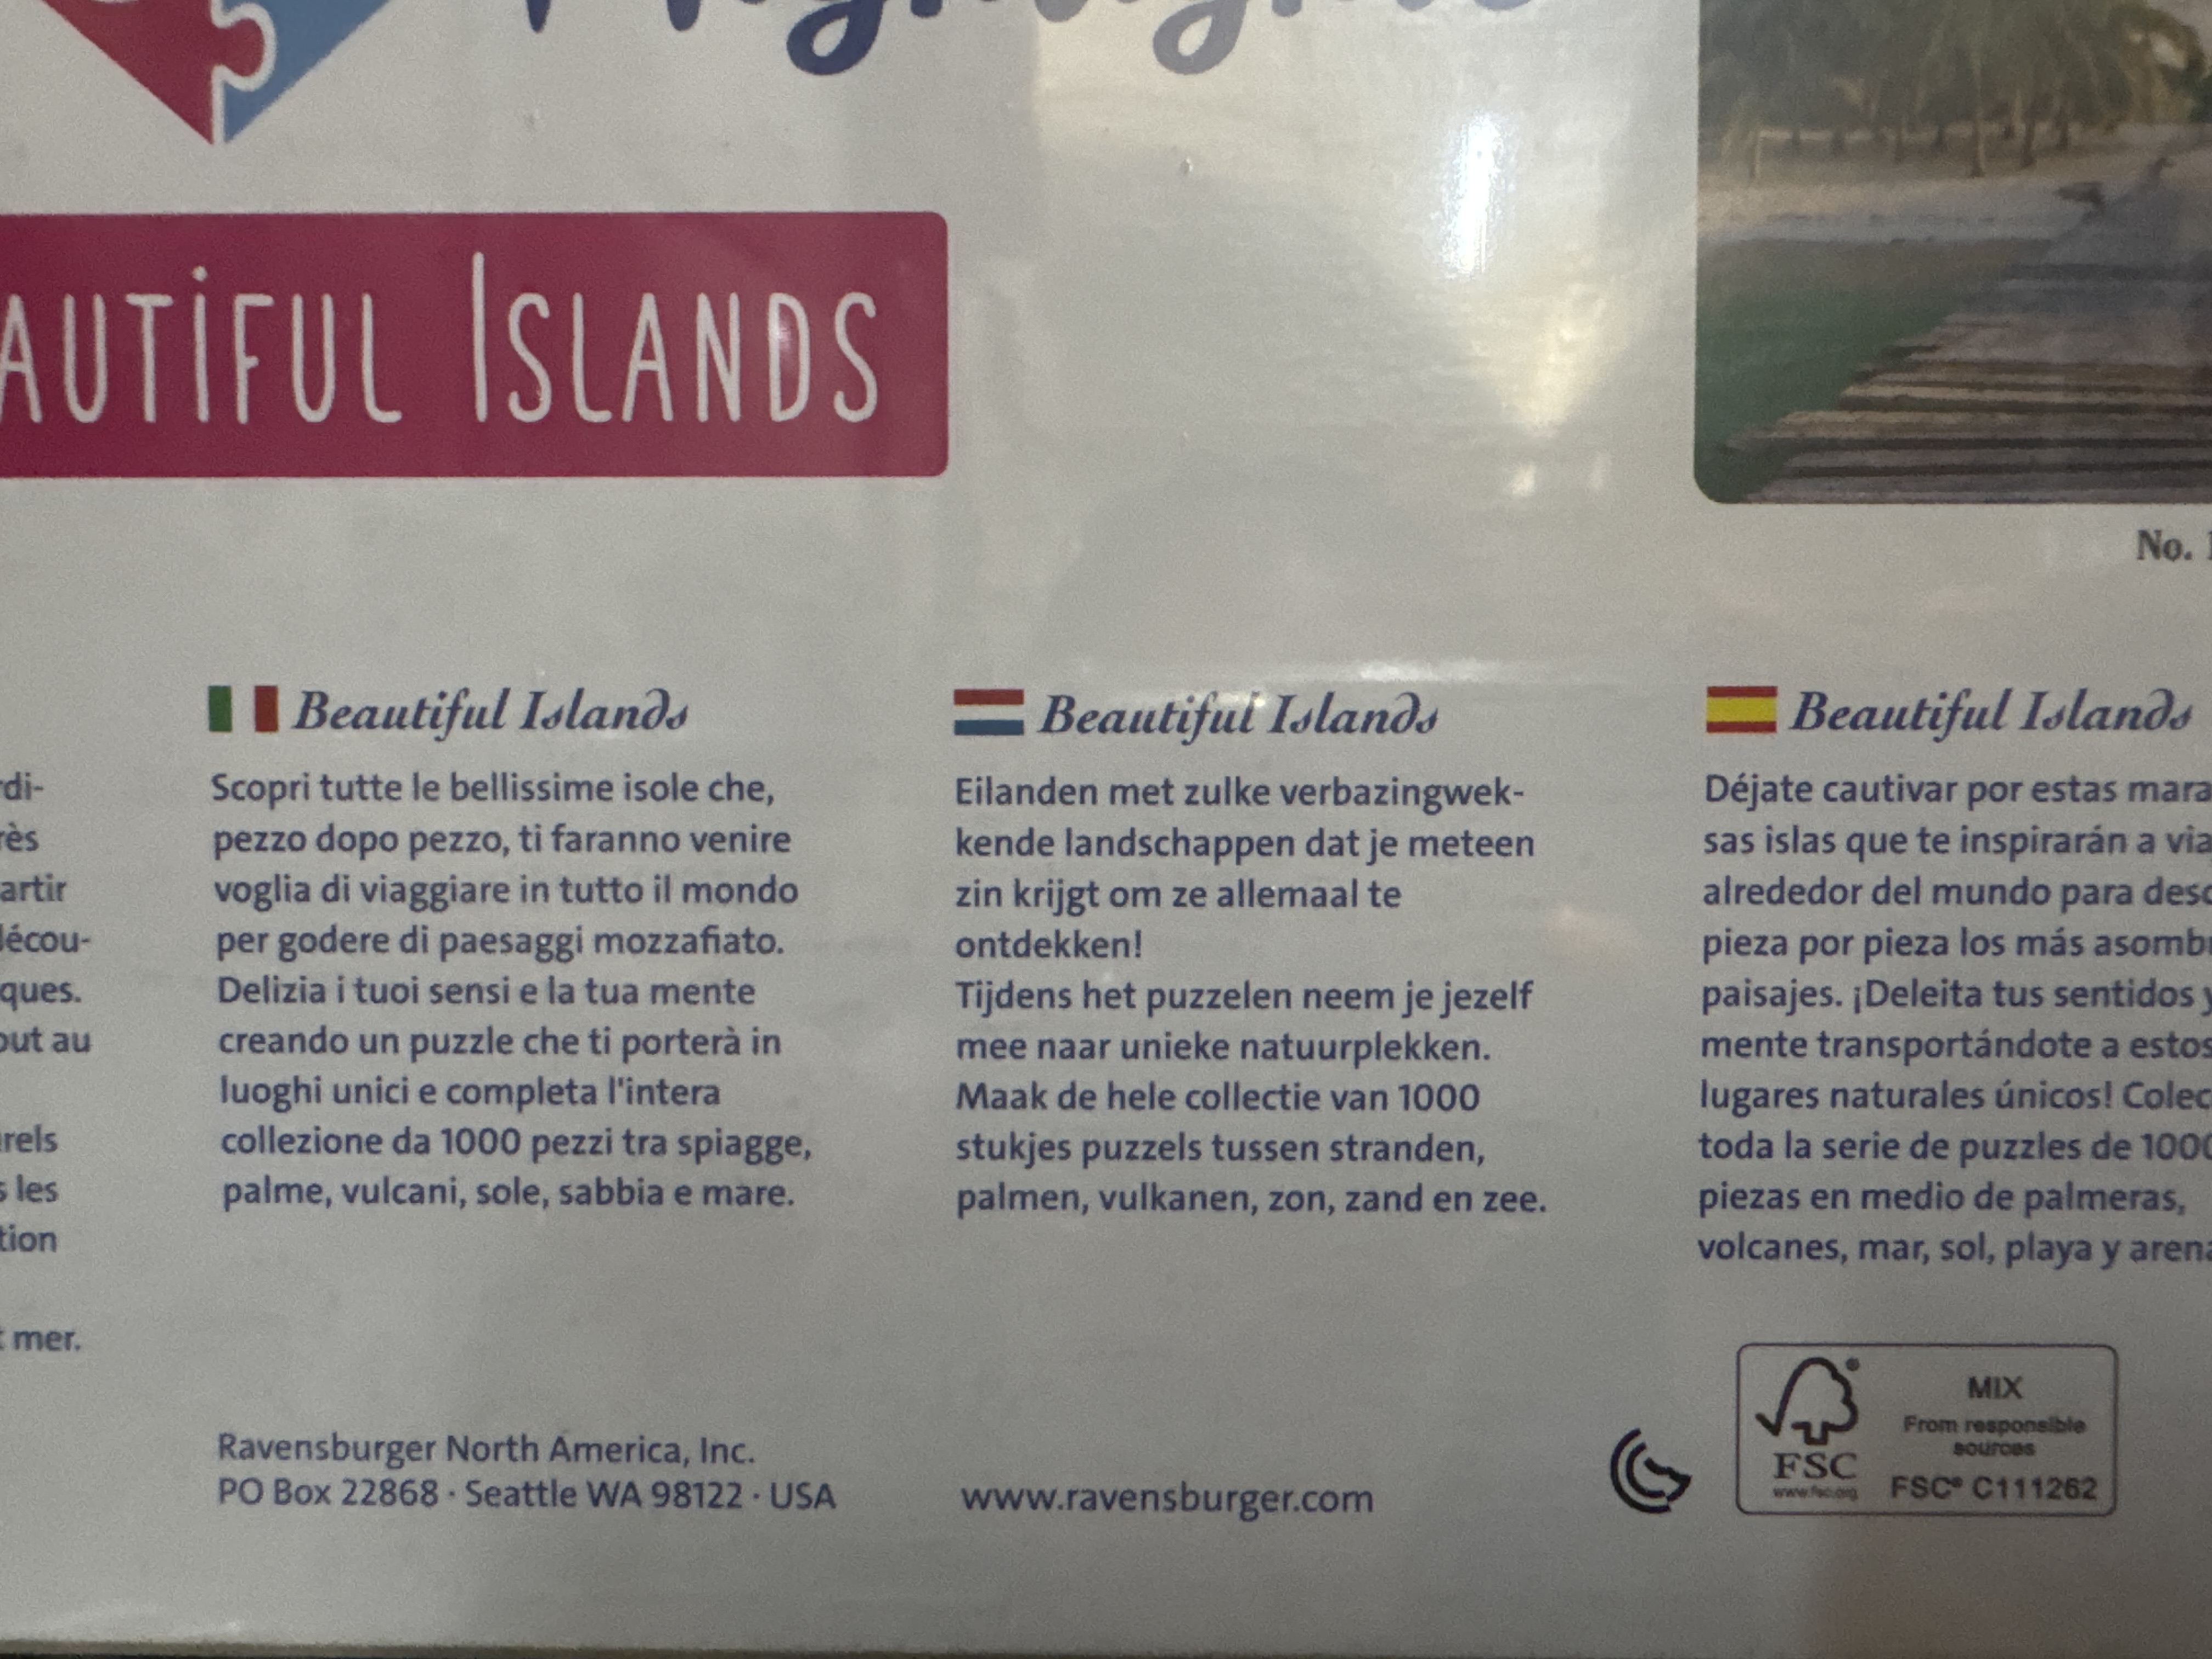 Beautiful Islands
Beautiful Islands
Scopri tutte le bellissime isole che,
pezzo dopo pezzo, ti faranno venire
voglia di viaggiare in tutto il mondo
per godere di paesaggi mozzafiato.
Delizia i tuoi sensi e la tua mente
creando un puzzle che ti porterà in
luoghi unici e completa l'intera
collezione da 1000 pezzi tra spiagge,
palme, vulcani, sole, sabbia e mare.
Beautiful Islands
Eilanden met zulke verbazingwek-
kende landschappen dat je meteen
zin krijgt om ze allemaal te
ontdekken!
Tijdens het puzzelen neem je jezelf
mee naar unieke natuurplekken.
Maak de hele collectie van 1000
stukjes puzzels tussen stranden,
palmen, vulkanen, zon, zand en zee.
No.
Beautiful Islands
Déjate cautivar por estas
sas islas que te inspirarán a
alrededor del mundo para
pieza por pieza los más
paisajes. ¡Deleita tus sentidos y
mente transportándote a estos
lugares naturales únicos!
toda la serie de puzzles de 1000
piezas en medio de palmeras,
volcanes, mar, sol, playa y arena
au
les
mer.
Ravensburger North America, Inc.
PO Box 22868 · Seattle WA 98122 · USA
www.ravensburger.com
FSC
www.fsc.org
MIX
From responsible
sources
FSC® C111262